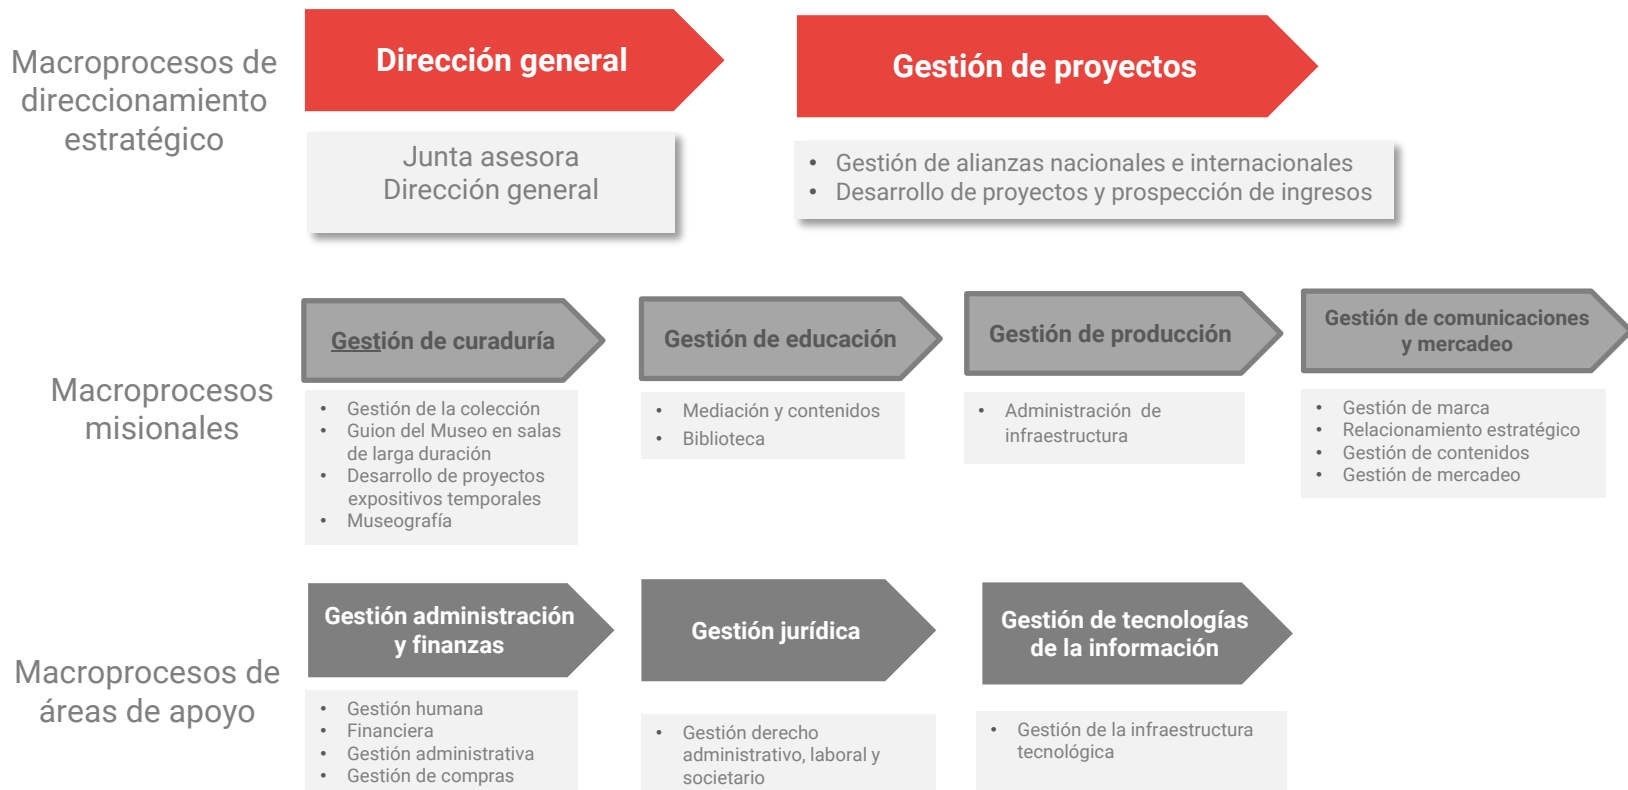 Macroprocesos de
direccionamiento
estratégico
Dirección general
Junta asesora
Dirección general
Gestión de proyectos
• Gestión de alianzas nacionales e internacionales
• Desarrollo de proyectos y prospección de ingresos
Macroprocesos
misionales
Gestión de curaduría
• Gestión de la colección
• Guion del Museo en salas
de larga duración
• Desarrollo de proyectos
expositivos temporales
• Museografía
Gestión de educación
• Mediación y contenidos
• Biblioteca
Gestión de producción
• Administración de
infraestructura
Gestión de comunicaciones
y mercadeo
• Gestión de marca
• Relacionamiento estratégico
• Gestión de contenidos
• Gestión de mercadeo
Macroprocesos de
áreas de apoyo
Gestión administración
y finanzas
• Gestión humana
• Financiera
• Gestión administrativa
• Gestión de compras
Gestión jurídica
• Gestión derecho
administrativo, laboral y
societario
Gestión de tecnologías
de la información
• Gestión de la infraestructura
tecnológica